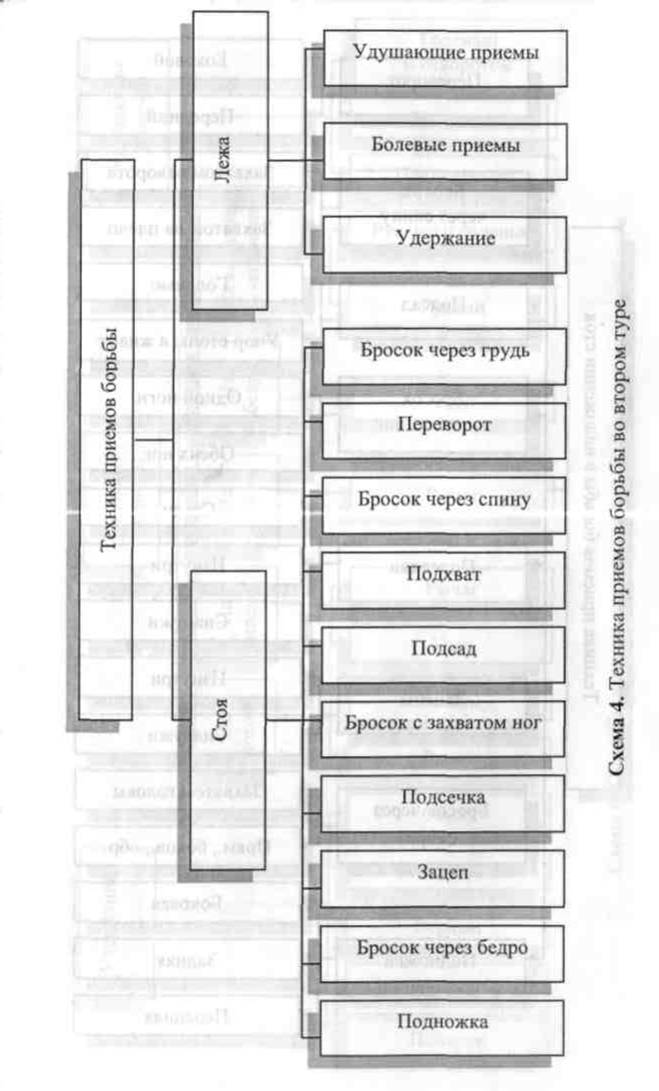 Техника приемов борьбы
Лежа
Удушающие приемы
Болевые приемы
Удержание
Стоя
Бросок через грудь
Переворот
Бросок через спину
Подхват
Подсад
Бросок с захватом ног
Подсечка
Зацеп
Бросок через бедро
Подножка
Схема 4. Техника приемов борьбы во втором туре